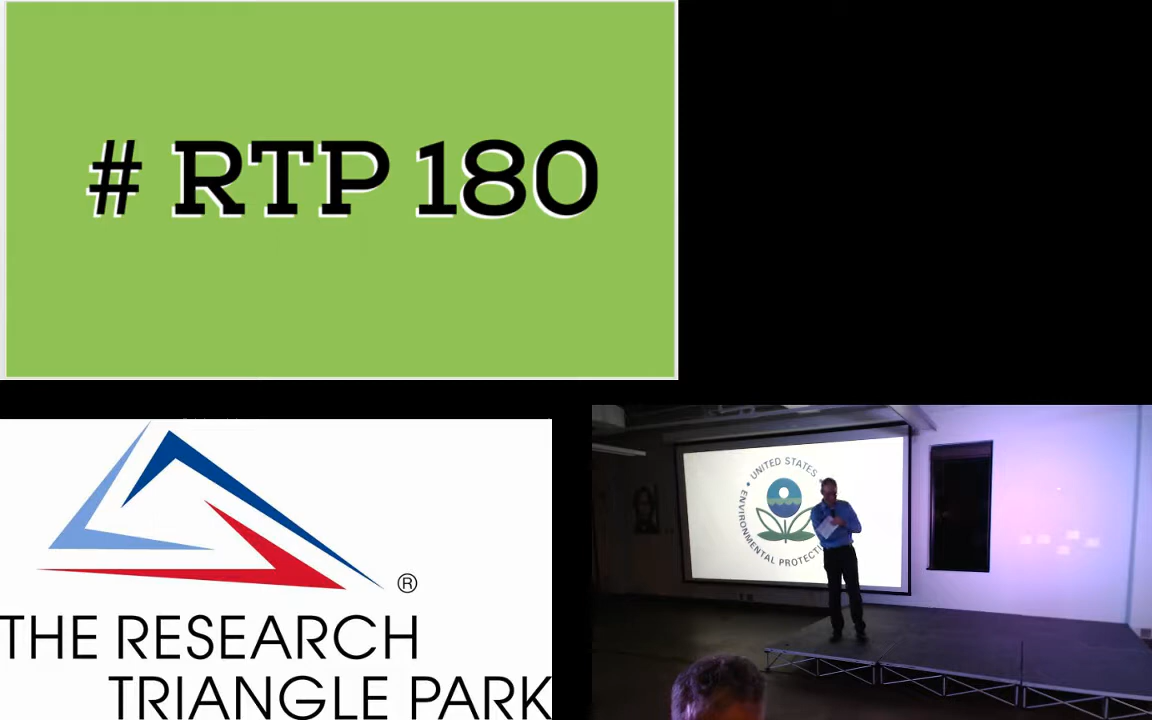 # RTP 180
®
THE RESEARCH
TRIANGLE PARK
UNITED STATES
ENVIRONMENTAL PROTECTI